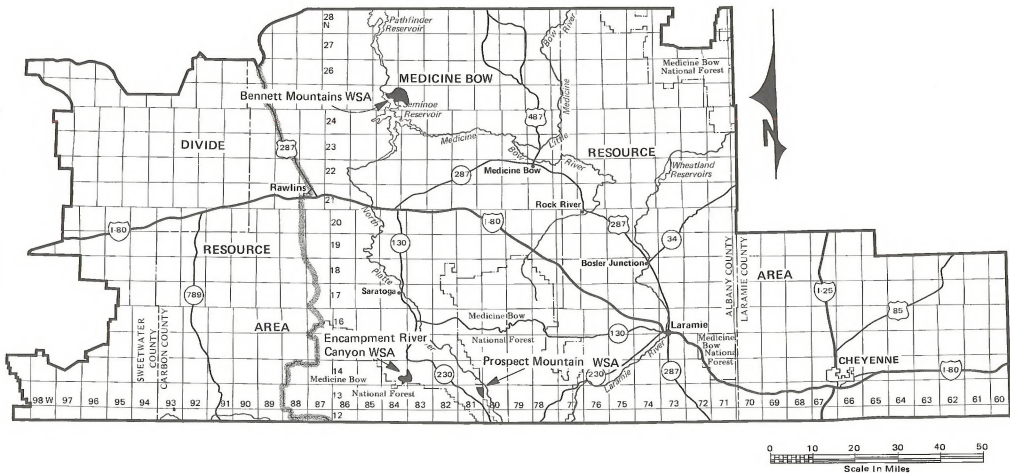 28
N
27
26
24
23
22
21
20
19
18
17
16
14
13
12
Pathfinder
Reservoir
Bow
River
Medicine Bow
National Forest
MEDICINE BOW
Bennett Mountains WSA
Seminoe
Reservoir
Medicine
487
Little
Medicine
Bow
River
DIVIDE
287
RESOURCE
Wheatland
Reservoirs
Medicine Bow
287
Rawlins
Rock River
North
Platte
I-80
I-80
287
34
130
RESOURCE
Bosler Junction
ALBANY COUNTY
LARAMIE COUNTY
AREA
I-25
789
Saratoga
85
SWEETWATER
COUNTY
CARBON COUNTY
AREA
Medicine Bow
National Forest
130
Laramie
Encampment River
Canyon WSA
Prospect Mountain WSA
Laramie
River
Medicine
Bow
National
Forest
CHEYENNE
Medicine Bow
National Forest
230
230
287
I-80
98 W 97 96 95 94 93 92 91 90 89 88 87 86 85 84 83 82 81 80 79 78 77 76 75 74 73 72 71 70 69 68 67 66 65 64 63 62 61 60
N
0 10 20 30 40 50
Scale In Miles